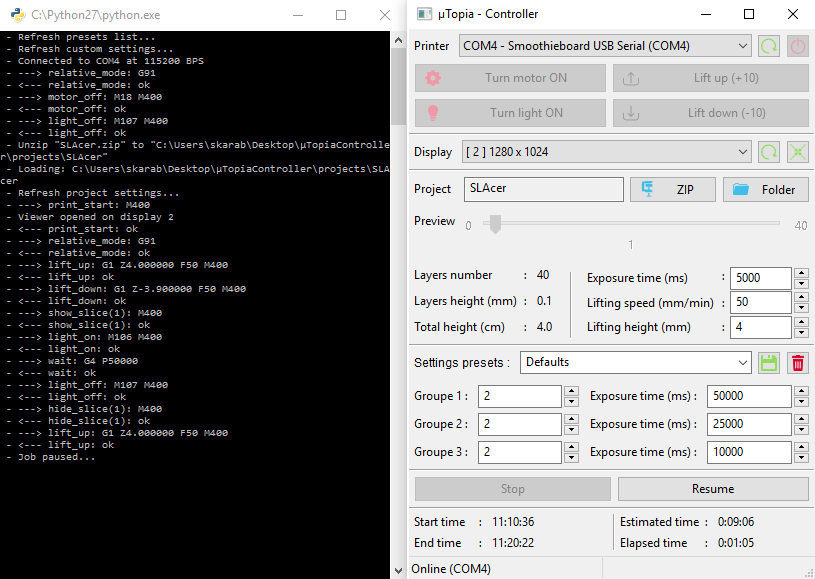 C:\Python27\python.exe
- Refresh presets list...
- Refresh custom settings...
- Connected to COM4 at 115200 BPS
- ---> relative_mode: G91
- <--- relative_mode: ok
- ---> motor_off: M18 M400
- <--- motor_off: ok
- ---> light_off: M107 M400
- <--- light_off: ok
- Unzip "SLAcer.zip" to "C:\Users\skarab\Desktop\µTopiaControlle
r\projects\SLAcer"
- Loading: C:\Users\skarab\Desktop\µTopiaController\projects\SLA
cer
- Refresh project settings...
- ---> print_start: M400
- Viewer opened on display 2
- <--- print_start: ok
- ---> relative_mode: G91
- <--- relative_mode: ok
- ---> lift_up: G1 Z4.000000 F50 M400
- <--- lift_up: ok
- ---> lift_down: G1 Z-3.900000 F50 M400
- <--- lift_down: ok
- ---> show_slice(1): M400
- <--- show_slice(1): ok
- ---> light_on: M106 M400
- <--- light_on: ok
- ---> wait: G4 P50000
- <--- wait: ok
- ---> light_off: M107 M400
- <--- light_off: ok
- ---> hide_slice(1): M400
- <--- hide_slice(1): ok
- ---> lift_up: G1 Z4.000000 F50 M400
- <--- lift_up: ok
- Job paused...
µTopia - Controller
Printer COM4 - Smoothieboard USB Serial (COM4)
Turn motor ON Lift up (+10)
Turn light ON Lift down (-10)
Display [ 2 ] 1280 x 1024
Project SLAcer ZIP Folder
Preview 0 40
1
Layers number : 40 Exposure time (ms) : 5000
Layers height (mm) : 0.1 Lifting speed (mm/min) : 50
Total height (cm) : 4.0 Lifting height (mm) : 4
Settings presets : Defaults
Groupe 1 : 2 Exposure time (ms) : 50000
Groupe 2 : 2 Exposure time (ms) : 25000
Groupe 3 : 2 Exposure time (ms) : 10000
Stop Resume
Start time : 11:10:36 Estimated time : 0:09:06
End time : 11:20:22 Elapsed time : 0:01:05
Online (COM4)